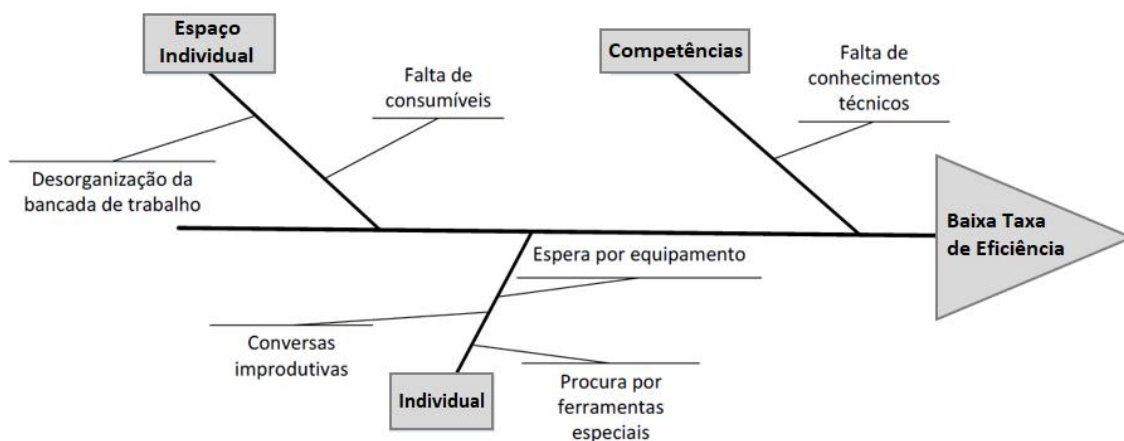 Espaço
Individual
Competências
Falta de
consumíveis
Falta de
conhecimentos
técnicos
Desorganização da
bancada de trabalho
Baixa Taxa
de Eficiência
Espera por equipamento
Conversas
improdutivas
Individual
Procura por
ferramentas
especiais